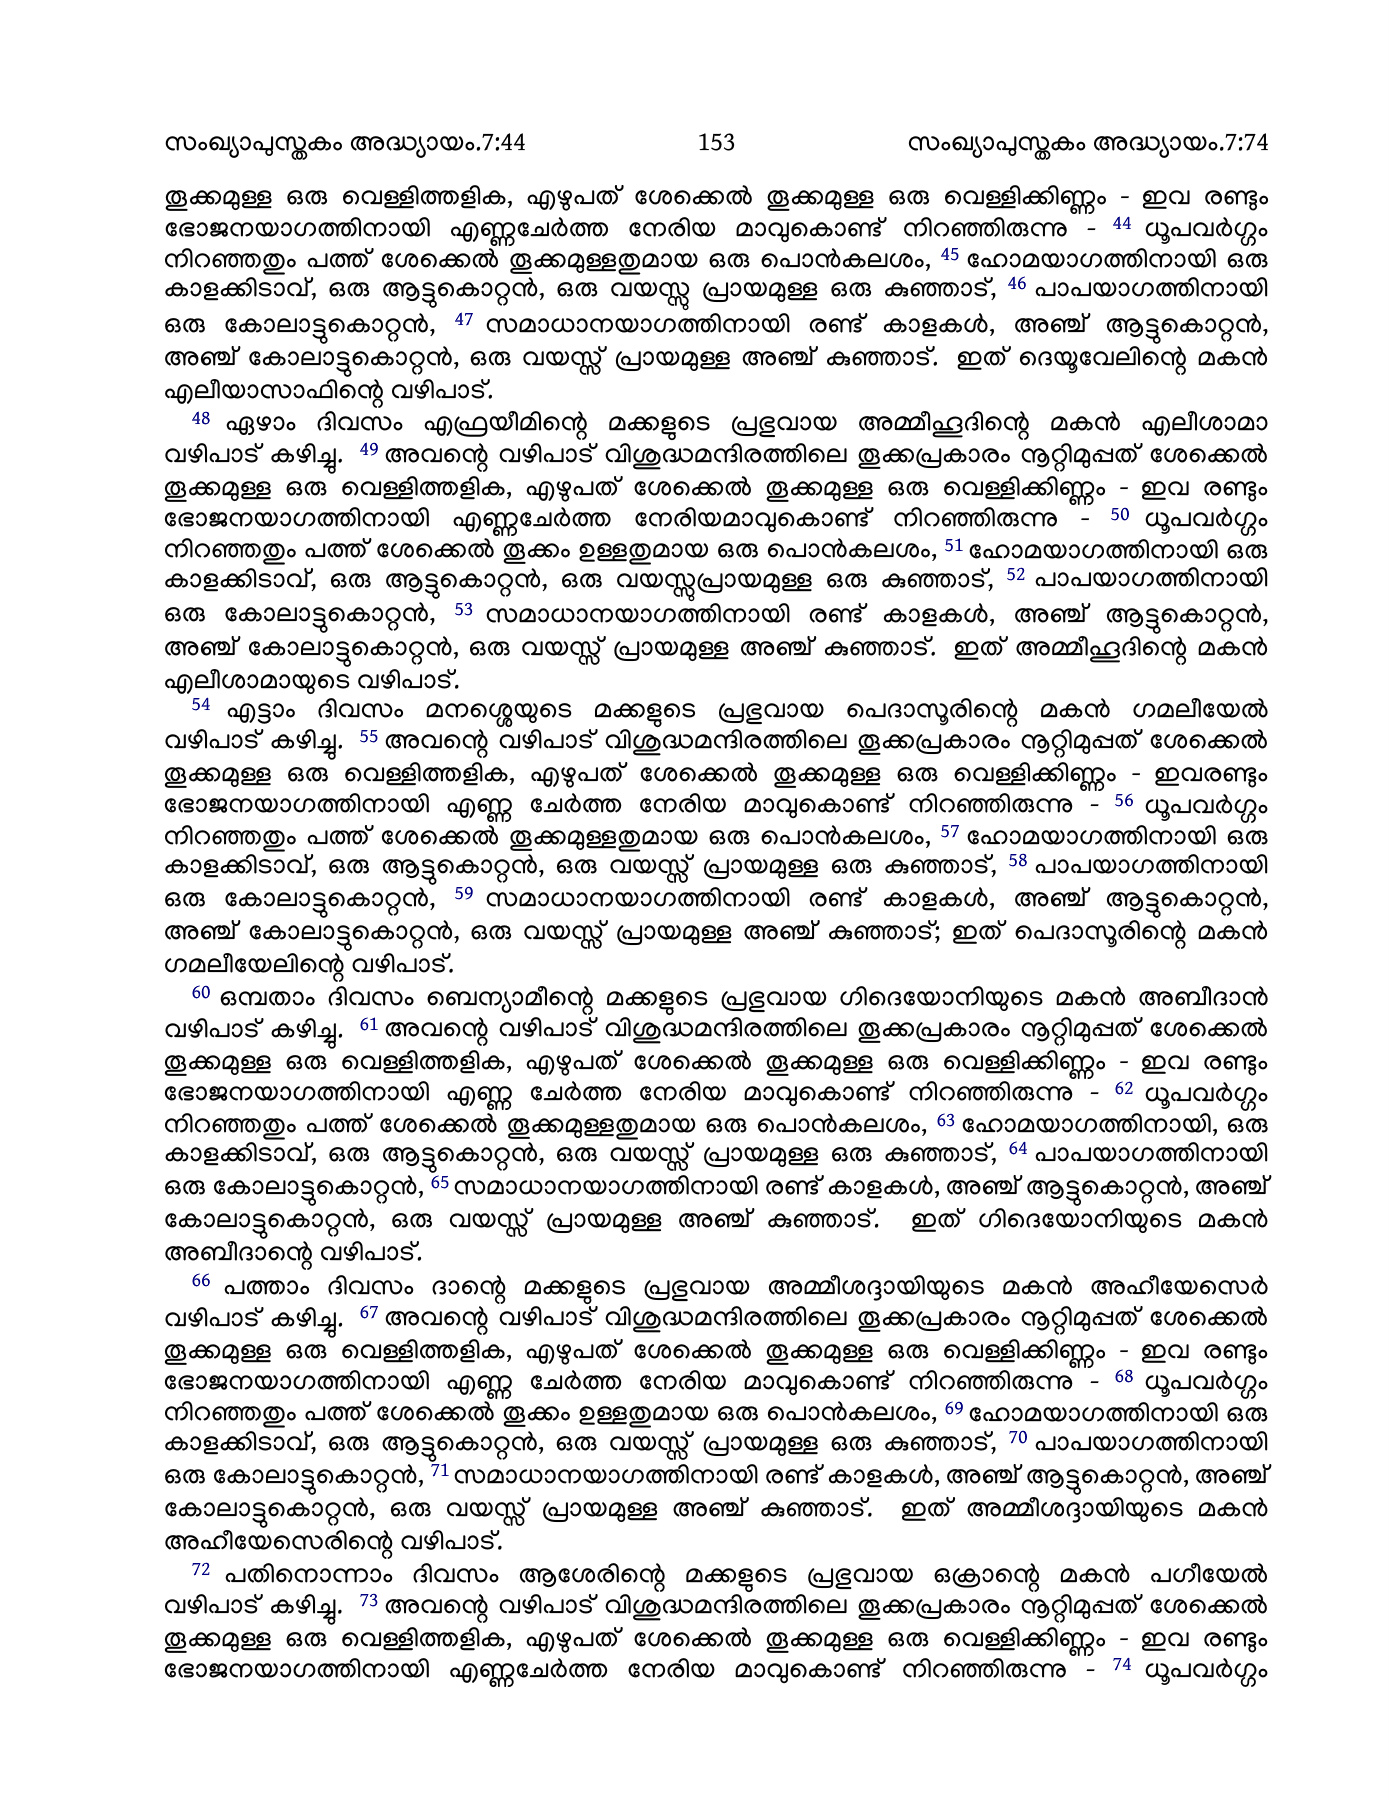 സംഖ്യാപുസ്തകം അദ്ധ്യായം.7:44 153 സംഖ്യാപുസ്തകം അദ്ധ്യായം.7:74
തൂക്കമുള്ള ഒരു വെള്ളിത്തളിക, എഴുപത് ശേക്കെൽ തൂക്കമുള്ള ഒരു വെള്ളിക്കിണ്ണം - ഇവ രണ്ടും
ഭോജനയാഗത്തിനായി എണ്ണചേർത്ത നേരിയ മാവുകൊണ്ട് നിറഞ്ഞിരുന്നു - 44 ധൂപവർഗ്ഗം
നിറഞ്ഞതും പത്ത് ശേക്കെൽ തൂക്കമുള്ളതുമായ ഒരു പൊൻകലശം, 45 ഹോമയാഗത്തിനായി ഒരു
കാളക്കിടാവ്, ഒരു ആട്ടുകൊറ്റൻ, ഒരു വയസ്സു പ്രായമുള്ള ഒരു കുഞ്ഞാട്, 46 പാപയാഗത്തിനായി
ഒരു കോലാട്ടുകൊറ്റൻ, 47 സമാധാനയാഗത്തിനായി രണ്ട് കാളകൾ, അഞ്ച് ആട്ടുകൊറ്റൻ,
അഞ്ച് കോലാട്ടുകൊറ്റൻ, ഒരു വയസ്സ് പ്രായമുള്ള അഞ്ച് കുഞ്ഞാട്. ഇത് ദെയൂവേലിന്റെ മകൻ
എലീയാസാഫിന്റെ വഴിപാട്.
48 ഏഴാം ദിവസം എഫ്രയീമിന്റെ മക്കളുടെ പ്രഭുവായ അമ്മീഹൂദിന്റെ മകൻ എലീശാമാ
വഴിപാട് കഴിച്ചു. 49 അവന്റെ വഴിപാട് വിശുദ്ധമന്ദിരത്തിലെ തൂക്കപ്രകാരം നൂറ്റിമുപ്പത് ശേക്കെൽ
തൂക്കമുള്ള ഒരു വെള്ളിത്തളിക, എഴുപത് ശേക്കെൽ തൂക്കമുള്ള ഒരു വെള്ളിക്കിണ്ണം - ഇവ രണ്ടും
ഭോജനയാഗത്തിനായി എണ്ണചേർത്ത നേരിയമാവുകൊണ്ട് നിറഞ്ഞിരുന്നു - 50 ധൂപവർഗ്ഗം
നിറഞ്ഞതും പത്ത് ശേക്കെൽ തൂക്കം ഉള്ളതുമായ ഒരു പൊൻകലശം, 51 ഹോമയാഗത്തിനായി ഒരു
കാളക്കിടാവ്, ഒരു ആട്ടുകൊറ്റൻ, ഒരു വയസ്സുപ്രായമുള്ള ഒരു കുഞ്ഞാട്, 52 പാപയാഗത്തിനായി
ഒരു കോലാട്ടുകൊറ്റൻ, 53 സമാധാനയാഗത്തിനായി രണ്ട് കാളകൾ, അഞ്ച് ആട്ടുകൊറ്റൻ,
അഞ്ച് കോലാട്ടുകൊറ്റൻ, ഒരു വയസ്സ് പ്രായമുള്ള അഞ്ച് കുഞ്ഞാട്. ഇത് അമ്മീഹൂദിന്റെ മകൻ
എലീശാമായുടെ വഴിപാട്.
54 എട്ടാം ദിവസം മനശ്ശെയുടെ മക്കളുടെ പ്രഭുവായ പെദാസൂരിന്റെ മകൻ ഗമലീയേൽ
വഴിപാട് കഴിച്ചു. 55 അവന്റെ വഴിപാട് വിശുദ്ധമന്ദിരത്തിലെ തൂക്കപ്രകാരം നൂറ്റിമുപ്പത് ശേക്കെൽ
തൂക്കമുള്ള ഒരു വെള്ളിത്തളിക, എഴുപത് ശേക്കെൽ തൂക്കമുള്ള ഒരു വെള്ളിക്കിണ്ണം - ഇവരണ്ടും
ഭോജനയാഗത്തിനായി എണ്ണ ചേർത്ത നേരിയ മാവുകൊണ്ട് നിറഞ്ഞിരുന്നു - 56 ധൂപവർഗ്ഗം
നിറഞ്ഞതും പത്ത് ശേക്കെൽ തൂക്കമുള്ളതുമായ ഒരു പൊൻകലശം, 57 ഹോമയാഗത്തിനായി ഒരു
കാളക്കിടാവ്, ഒരു ആട്ടുകൊറ്റൻ, ഒരു വയസ്സ് പ്രായമുള്ള ഒരു കുഞ്ഞാട്, 58 പാപയാഗത്തിനായി
ഒരു കോലാട്ടുകൊറ്റൻ, 59 സമാധാനയാഗത്തിനായി രണ്ട് കാളകൾ, അഞ്ച് ആട്ടുകൊറ്റൻ,
അഞ്ച് കോലാട്ടുകൊറ്റൻ, ഒരു വയസ്സ് പ്രായമുള്ള അഞ്ച് കുഞ്ഞാട്; ഇത് പെദാസൂരിന്റെ മകൻ
ഗമലീയേലിന്റെ വഴിപാട്.
60 ഒമ്പതാം ദിവസം ബെന്യാമീന്റെ മക്കളുടെ പ്രഭുവായ ഗിദെയോനിയുടെ മകൻ അബീദാൻ
വഴിപാട് കഴിച്ചു. 61 അവന്റെ വഴിപാട് വിശുദ്ധമന്ദിരത്തിലെ തൂക്കപ്രകാരം നൂറ്റിമുപ്പത് ശേക്കെൽ
തൂക്കമുള്ള ഒരു വെള്ളിത്തളിക, എഴുപത് ശേക്കെൽ തൂക്കമുള്ള ഒരു വെള്ളിക്കിണ്ണം - ഇവ രണ്ടും
ഭോജനയാഗത്തിനായി എണ്ണ ചേർത്ത നേരിയ മാവുകൊണ്ട് നിറഞ്ഞിരുന്നു - 62 ധൂപവർഗ്ഗം
നിറഞ്ഞതും പത്ത് ശേക്കെൽ തൂക്കമുള്ളതുമായ ഒരു പൊൻകലശം, 63 ഹോമയാഗത്തിനായി, ഒരു
കാളക്കിടാവ്, ഒരു ആട്ടുകൊറ്റൻ, ഒരു വയസ്സ് പ്രായമുള്ള ഒരു കുഞ്ഞാട്, 64 പാപയാഗത്തിനായി
ഒരു കോലാട്ടുകൊറ്റൻ, 65 സമാധാനയാഗത്തിനായി രണ്ട് കാളകൾ, അഞ്ച് ആട്ടുകൊറ്റൻ, അഞ്ച്
കോലാട്ടുകൊറ്റൻ, ഒരു വയസ്സ് പ്രായമുള്ള അഞ്ച് കുഞ്ഞാട്. ഇത് ഗിദെയോനിയുടെ മകൻ
അബീദാന്റെ വഴിപാട്.
66 പത്താം ദിവസം ദാന്റെ മക്കളുടെ പ്രഭുവായ അമ്മീശദ്ദായിയുടെ മകൻ അഹീയേസെർ
വഴിപാട് കഴിച്ചു. 67 അവന്റെ വഴിപാട് വിശുദ്ധമന്ദിരത്തിലെ തൂക്കപ്രകാരം നൂറ്റിമുപ്പത് ശേക്കെൽ
തൂക്കമുള്ള ഒരു വെള്ളിത്തളിക, എഴുപത് ശേക്കെൽ തൂക്കമുള്ള ഒരു വെള്ളിക്കിണ്ണം - ഇവ രണ്ടും
ഭോജനയാഗത്തിനായി എണ്ണ ചേർത്ത നേരിയ മാവുകൊണ്ട് നിറഞ്ഞിരുന്നു - 68 ധൂപവർഗ്ഗം
നിറഞ്ഞതും പത്ത് ശേക്കെൽ തൂക്കം ഉള്ളതുമായ ഒരു പൊൻകലശം, 69 ഹോമയാഗത്തിനായി ഒരു
കാളക്കിടാവ്, ഒരു ആട്ടുകൊറ്റൻ, ഒരു വയസ്സ് പ്രായമുള്ള ഒരു കുഞ്ഞാട്, 70 പാപയാഗത്തിനായി
ഒരു കോലാട്ടുകൊറ്റൻ, 71 സമാധാനയാഗത്തിനായി രണ്ട് കാളകൾ, അഞ്ച് ആട്ടുകൊറ്റൻ, അഞ്ച്
കോലാട്ടുകൊറ്റൻ, ഒരു വയസ്സ് പ്രായമുള്ള അഞ്ച് കുഞ്ഞാട്. ഇത് അമ്മീശദ്ദായിയുടെ മകൻ
അഹീയേസെരിന്റെ വഴിപാട്.
72 പതിനൊന്നാം ദിവസം ആശേരിന്റെ മക്കളുടെ പ്രഭുവായ ഒക്രാന്റെ മകൻ പഗീയേൽ
വഴിപാട് കഴിച്ചു. 73 അവന്റെ വഴിപാട് വിശുദ്ധമന്ദിരത്തിലെ തൂക്കപ്രകാരം നൂറ്റിമുപ്പത് ശേക്കെൽ
തൂക്കമുള്ള ഒരു വെള്ളിത്തളിക, എഴുപത് ശേക്കെൽ തൂക്കമുള്ള ഒരു വെള്ളിക്കിണ്ണം - ഇവ രണ്ടും
ഭോജനയാഗത്തിനായി എണ്ണചേർത്ത നേരിയ മാവുകൊണ്ട് നിറഞ്ഞിരുന്നു - 74 ധൂപവർഗ്ഗം